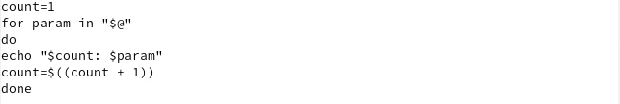 count=1
for param in "$@"
do
echo "$count: $param"
count=$((count + 1))
done